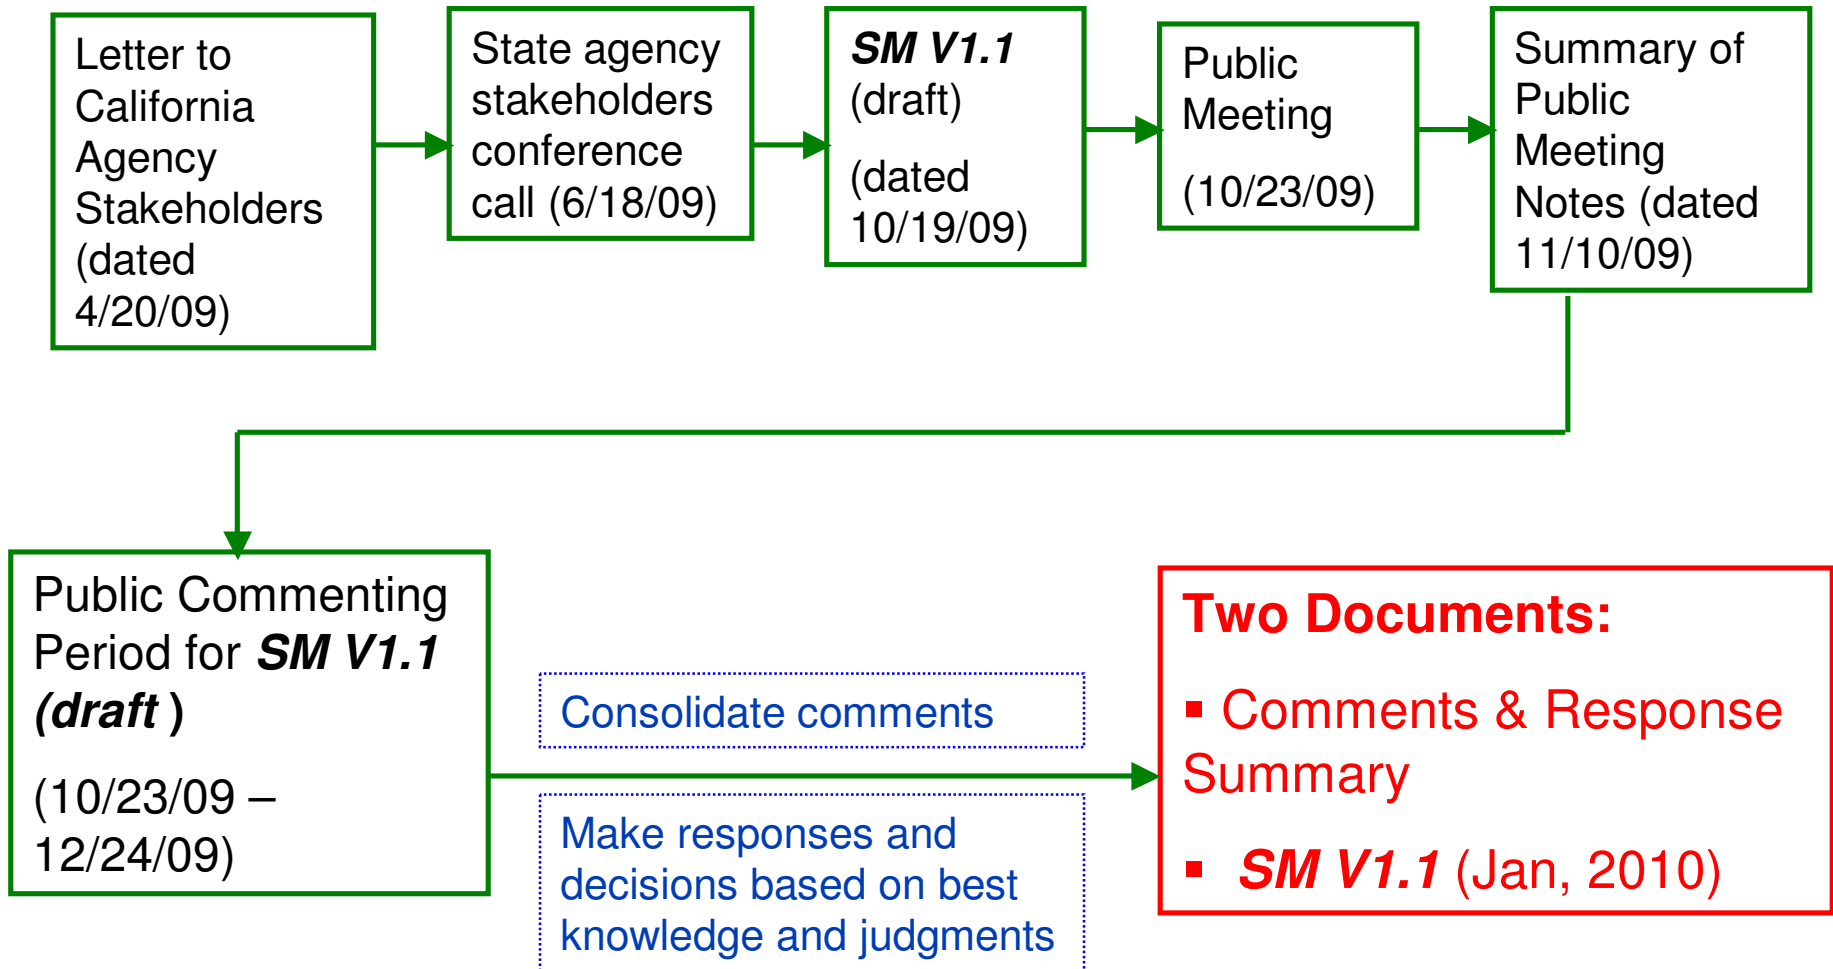 Letter to
California
Agency
Stakeholders
(dated
4/20/09)
State agency
stakeholders
conference
call (6/18/09)
SM V1.1
(draft)
(dated
10/19/09)
Public
Meeting
(10/23/09)
Summary of
Public
Meeting
Notes (dated
11/10/09)
Public Commenting
Period for SM V1.1
(draft )
(10/23/09 –
12/24/09)
Consolidate comments
Make responses and
decisions based on best
knowledge and judgments
Two Documents:
▪ Comments & Response
Summary
▪ SM V1.1 (Jan, 2010)